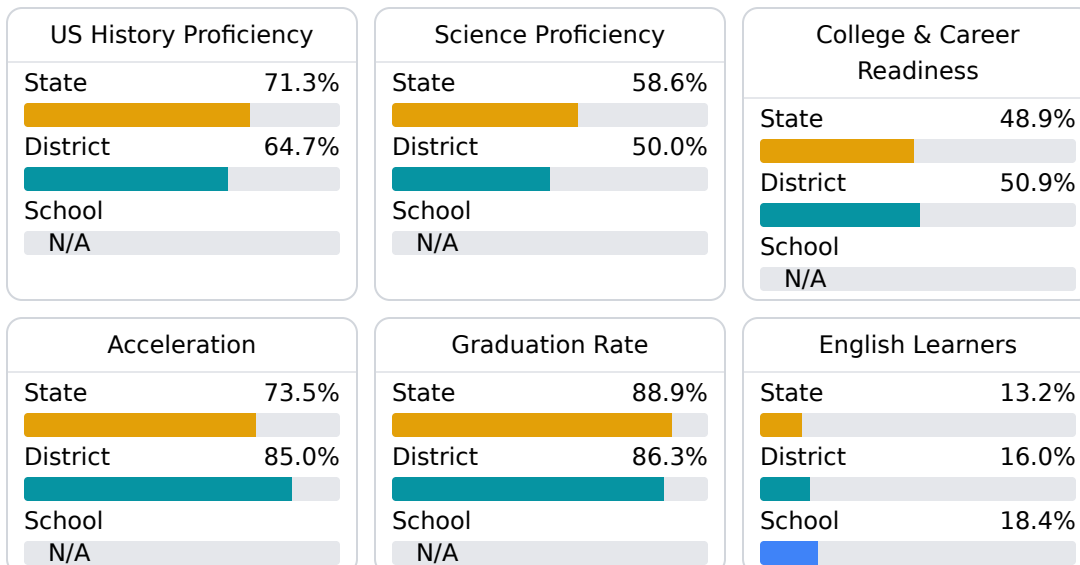 US History Proficiency
State 71.3%
District 64.7%
School
N/A
Science Proficiency
State 58.6%
District 50.0%
School
N/A
College & Career
Readiness
State 48.9%
District 50.9%
School
N/A
Acceleration
State 73.5%
District 85.0%
School
N/A
Graduation Rate
State 88.9%
District 86.3%
School
N/A
English Learners
State 13.2%
District 16.0%
School 18.4%